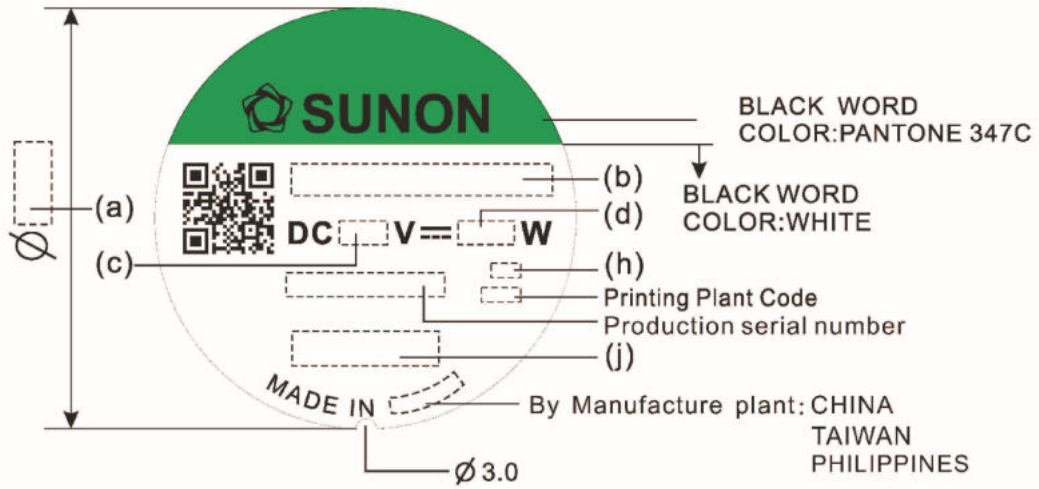 SUNON
BLACK WORD
COLOR:PANTONE 347C
(b)
BLACK WORD
COLOR:WHITE
(a)
(d)
DC V W
Ø
(c)
(h)
Printing Plant Code
Production serial number
(j)
MADE IN
By Manufacture plant: CHINA
TAIWAN
PHILIPPINES
Ø 3.0